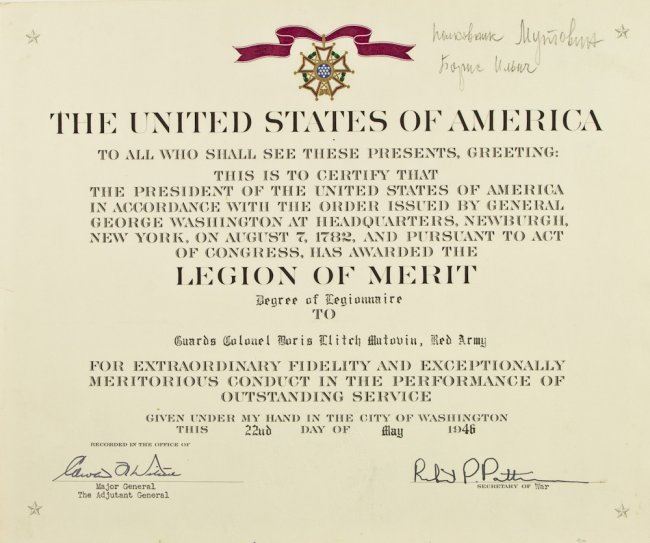 Полковник Мутовин
Борис Ильич
THE UNITED STATES OF AMERICA
TO ALL WHO SHALL SEE THESE PRESENTS, GREETING:
THIS IS TO CERTIFY THAT
THE PRESIDENT OF THE UNITED STATES OF AMERICA
IN ACCORDANCE WITH THE ORDER ISSUED BY GENERAL
GEORGE WASHINGTON AT HEADQUARTERS, NEWBURGH,
NEW YORK, ON AUGUST 7, 1782, AND PURSUANT TO ACT
OF CONGRESS, HAS AWARDED THE
LEGION OF MERIT
Degree of Legionnaire
TO
Guards Colonel Boris Ilitch Mutovin, Red Army
FOR EXTRAORDINARY FIDELITY AND EXCEPTIONALLY
MERITORIOUS CONDUCT IN THE PERFORMANCE OF
OUTSTANDING SERVICE
GIVEN UNDER MY HAND IN THE CITY OF WASHINGTON
THIS 22nd DAY OF May 1946
RECORDED IN THE OFFICE OF
Major General
The Adjutant General
Robert P. Patterson
SECRETARY OF War